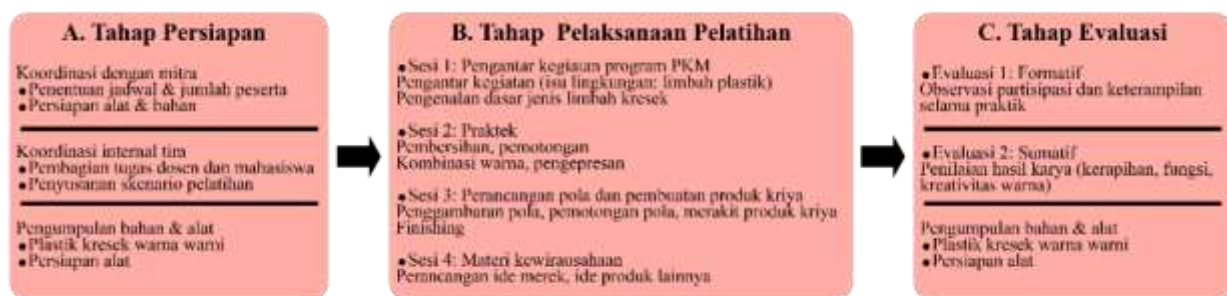 A. Tahap Persiapan
Koordinasi dengan mitra
●Penentuan jadwal & jumlah peserta
●Persiapan alat & bahan
Koordinasi internal tim
●Pembagian tugas dosen dan mahasiswa
●Penyusanan skenario pelatihan
Pengumpulan bahan & alat
●Plastik kresek warna warni
●Persiapan alat
B. Tahap Pelaksanaan Pelatihan
●Sesi 1: Pengantar kegiatan program PKM
Pengantar kegiatan (isu lingkungan: limbah plastik)
Pengenalan dasar jenis limbah kresek
●Sesi 2: Praktek
Pembersihan, pemotongan
Kombinasi warna, pengepresan
●Sesi 3: Perancangan pola dan pembuatan produk kriya
Penggambaran pola, pemotongan pola, merakit produk kriya
Finishing
●Sesi 4: Materi kewirausahaan
Perancangan ide merek, ide produk lainnya
C. Tahap Evaluasi
●Evaluasi 1: Formatif
Observasi partisipasi dan keterampilan
selama praktik
●Evaluasi 2: Sumatif
Penilaian hasil karya (kerapihan, fungsi,
kreativitas warna)
Pengumpulan bahan & alat
●Plastik kresek warna warni
●Persiapan alat